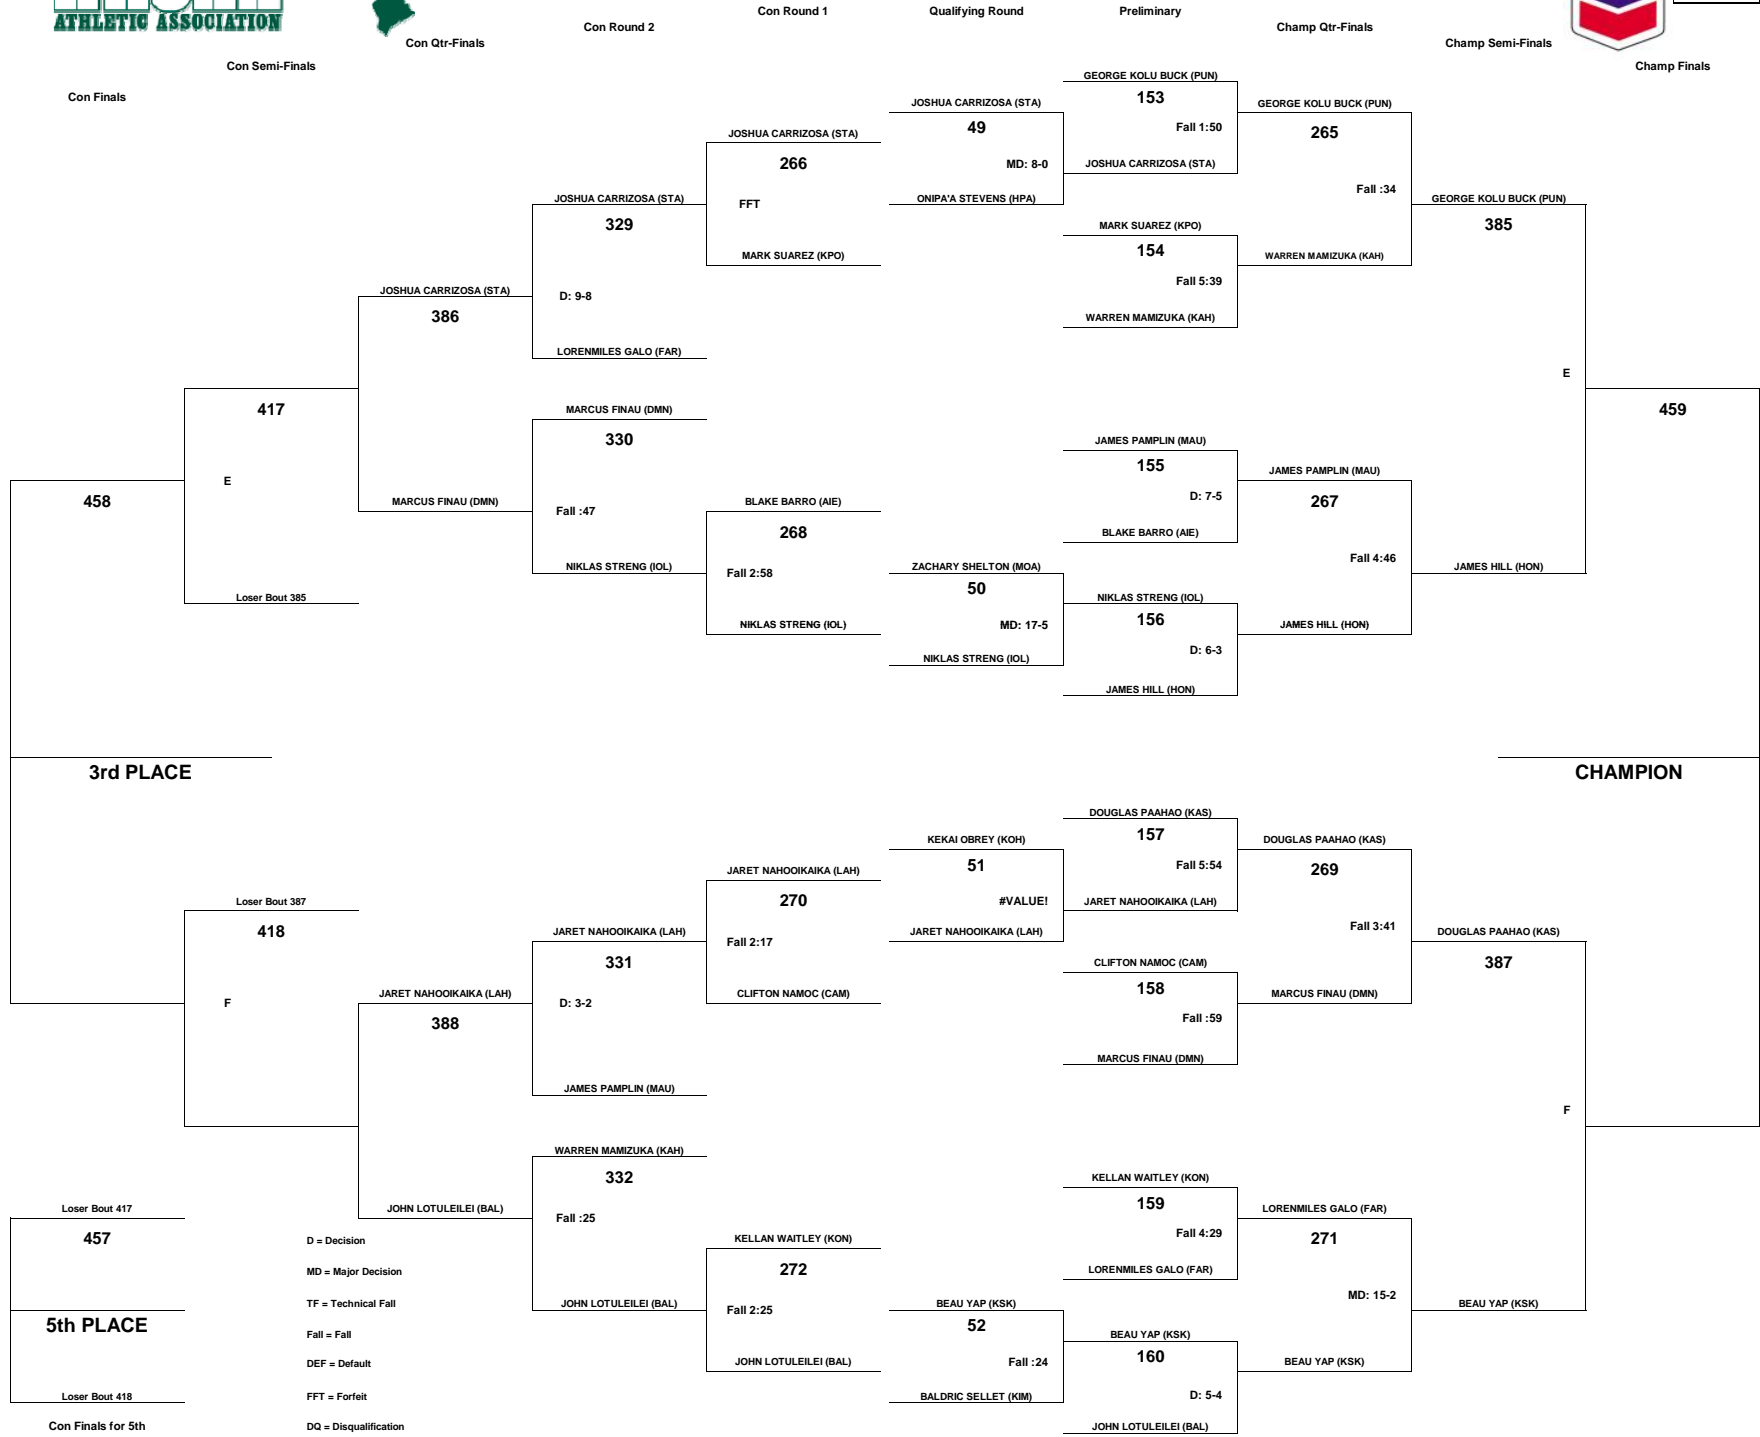 Con Round 1
Qualifying Round
Preliminary
ATHLETIC ASSOCIATION
Con Round 2
Champ Qtr-Finals
Con Qtr-Finals
Champ Semi-Finals
Con Semi-Finals
Champ Finals
GEORGE KOLU BUCK (PUN)
Con Finals
153
JOSHUA CARRIZOSA (STA)
GEORGE KOLU BUCK (PUN)
49
Fall 1:50
265
JOSHUA CARRIZOSA (STA)
266
MD: 8-0
JOSHUA CARRIZOSA (STA)
Fall :34
JOSHUA CARRIZOSA (STA)
FFT
ONIPA'A STEVENS (HPA)
GEORGE KOLU BUCK (PUN)
329
MARK SUAREZ (KPO)
385
MARK SUAREZ (KPO)
154
WARREN MAMIZUKA (KAH)
Fall 5:39
JOSHUA CARRIZOSA (STA)
D: 9-8
386
WARREN MAMIZUKA (KAH)
LORENMILES GALO (FAR)
E
417
MARCUS FINAU (DMN)
459
330
JAMES PAMPLIN (MAU)
155
JAMES PAMPLIN (MAU)
E
458
MARCUS FINAU (DMN)
BLAKE BARRO (AIE)
D: 7-5
267
Fall :47
268
BLAKE BARRO (AIE)
Fall 4:46
NIKLAS STRENG (IOL)
Fall 2:58
ZACHARY SHELTON (MOA)
JAMES HILL (HON)
50
Loser Bout 385
NIKLAS STRENG (IOL)
NIKLAS STRENG (IOL)
MD: 17-5
156
JAMES HILL (HON)
D: 6-3
NIKLAS STRENG (IOL)
JAMES HILL (HON)
3rd PLACE
CHAMPION
DOUGLAS PAAHAO (KAS)
157
KEKAI OBREY (KOH)
DOUGLAS PAAHAO (KAS)
JARET NAHOOIKAIKA (LAH)
51
Fall 5:54
269
Loser Bout 387
270
#VALUE!
JARET NAHOOIKAIKA (LAH)
418
JARET NAHOOIKAIKA (LAH)
Fall 2:17
JARET NAHOOIKAIKA (LAH)
Fall 3:41
DOUGLAS PAAHAO (KAS)
331
CLIFTON NAMOC (CAM)
387
F
JARET NAHOOIKAIKA (LAH)
D: 3-2
CLIFTON NAMOC (CAM)
158
MARCUS FINAU (DMN)
388
Fall :59
MARCUS FINAU (DMN)
JAMES PAMPLIN (MAU)
F
WARREN MAMIZUKA (KAH)
332
KELLAN WAITLEY (KON)
Loser Bout 417
JOHN LOTULEILEI (BAL)
Fall :25
159
LORENMILES GALO (FAR)
457
D = Decision
KELLAN WAITLEY (KON)
Fall 4:29
271
MD = Major Decision
272
LORENMILES GALO (FAR)
MD: 15-2
TF = Technical Fall
JOHN LOTULEILEI (BAL)
Fall 2:25
BEAU YAP (KSK)
BEAU YAP (KSK)
5th PLACE
Fall = Fall
52
BEAU YAP (KSK)
DEF = Default
JOHN LOTULEILEI (BAL)
Fall :24
160
BEAU YAP (KSK)
Loser Bout 418
FFT = Forfeit
BALDRIC SELLET (KIM)
D: 5-4
Con Finals for 5th
DQ = Disqualification
JOHN LOTULEILEI (BAL)